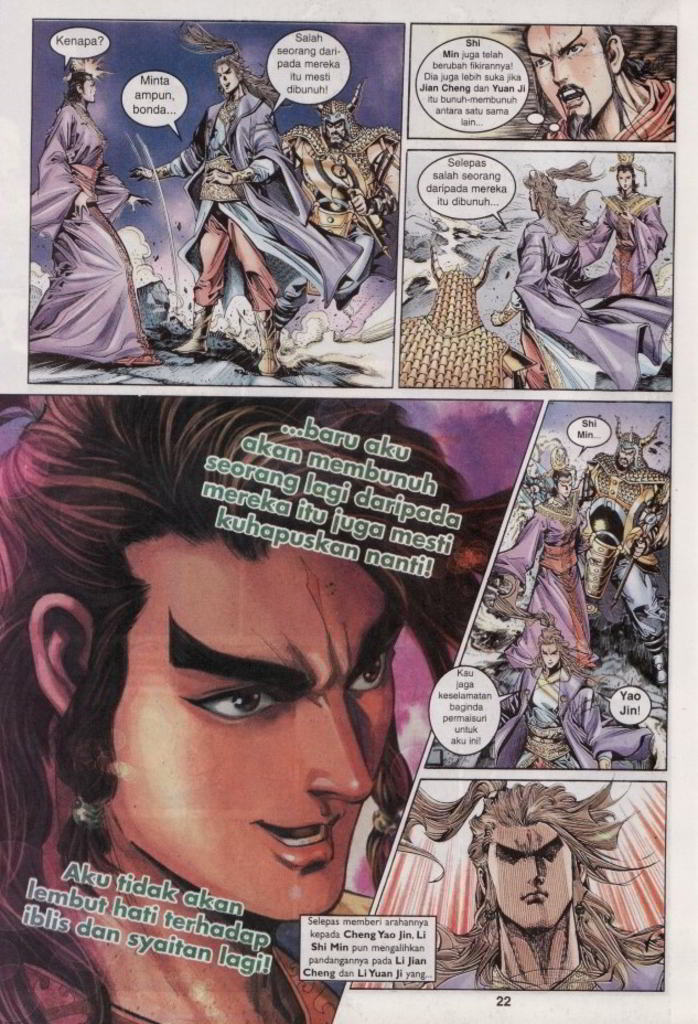 Kenapa?
Minta
ampun,
bonda...
Salah
seorang dari-
pada mereka
itu mesti
dibunuh!
Shi
Min juga telah
berubah fikirannya!
Dia juga lebih suka jika
Jian Cheng dan Yuan Ji
itu bunuh-membunuh
antara satu sama
lain...
Selepas
salah seorang
daripada mereka
itu dibunuh...
...baru aku
akan membunuh
seorang lagi daripada
mereka itu juga mesti
kuhapuskan nanti!
Aku tidak akan
lembut hati terhadap
iblis dan syaitan lagi!
Shi
Min...
Kau
jaga
keselamatan
baginda
permaisuri
untuk
aku ini!
Yao
Jin!
Selepas memberi arahannya
kepada Cheng Yao Jin, Li
Shi Min pun mengalihkan
pandangannya pada Li Jian
Cheng dan Li Yuan Ji yang...
22